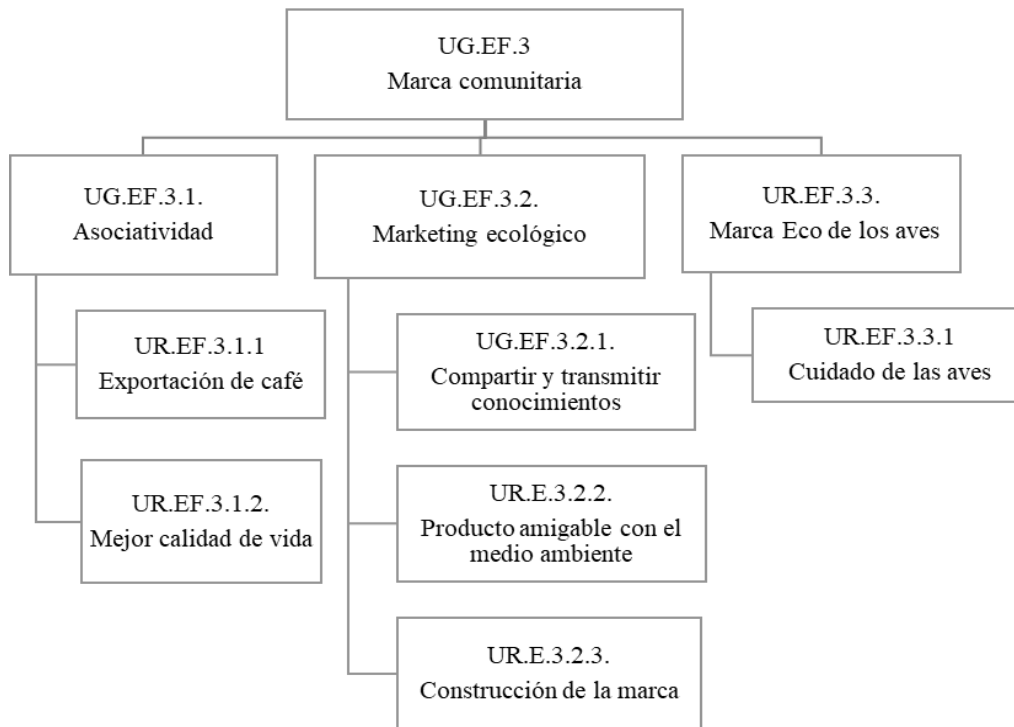 UG.EF.3
Marca comunitaria
UG.EF.3.1.
Asociatividad
UR.EF.3.1.1
Exportación de café
UR.EF.3.1.2.
Mejor calidad de vida
UG.EF.3.2.
Marketing ecológico
UG.EF.3.2.1.
Compartir y transmitir
conocimientos
UR.E.3.2.2.
Producto amigable con el
medio ambiente
UR.E.3.2.3.
Construcción de la marca
UR.EF.3.3.
Marca Eco de los aves
UR.EF.3.3.1
Cuidado de las aves